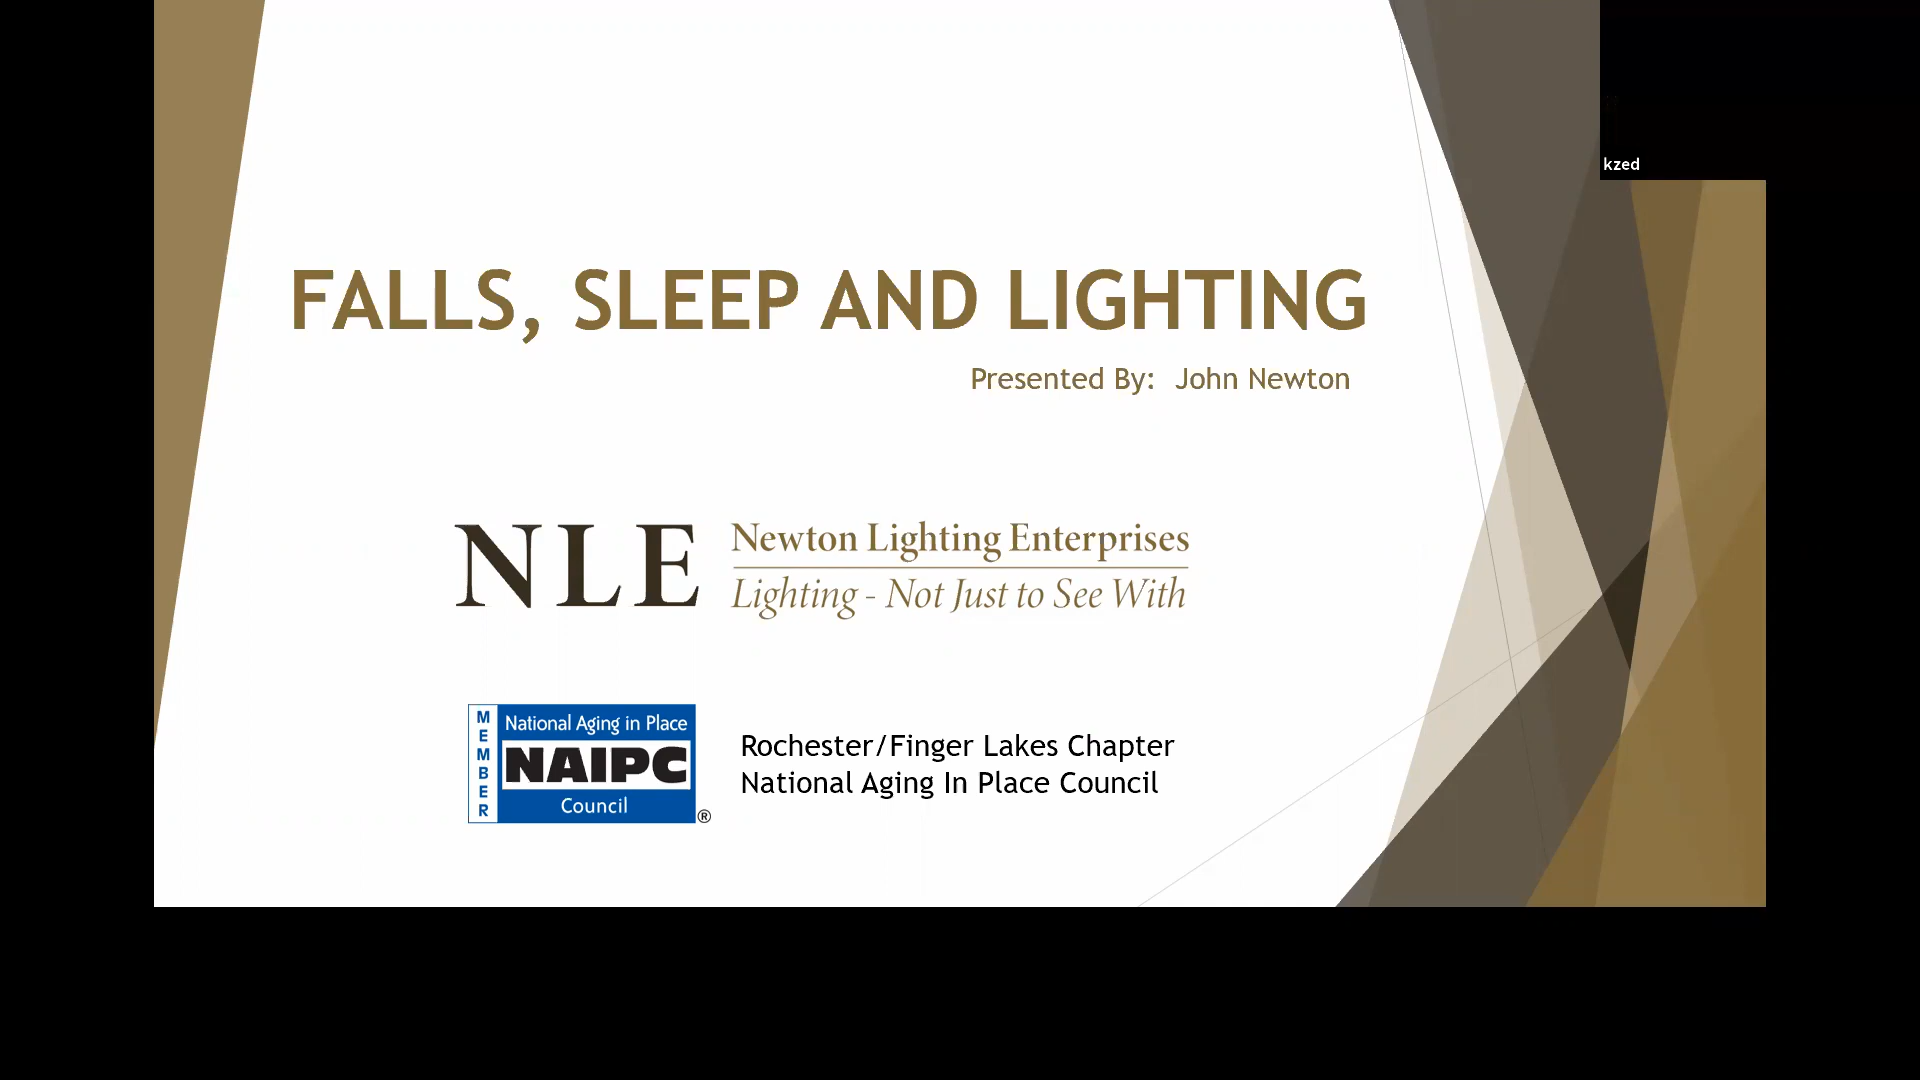 kzed
FALLS, SLEEP AND LIGHTING
Presented By: John Newton
NLE
Newton Lighting Enterprises
Lighting - Not Just to See With
MEMBER
National Aging in Place
NAIPC
Council
®
Rochester/Finger Lakes Chapter
National Aging In Place Council